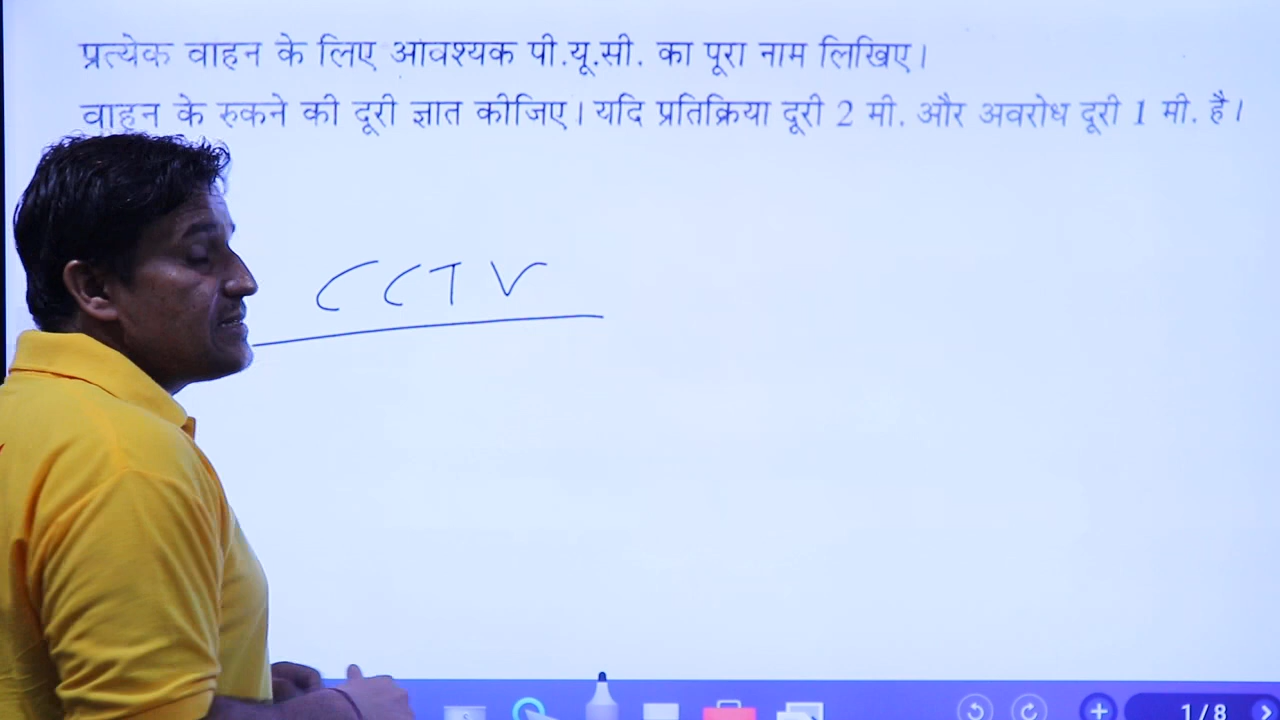 प्रत्येक वाहन के लिए आवश्यक पी.यू.सी. का पूरा नाम लिखिए।
वाहन के रुकने की दूरी ज्ञात कीजिए। यदि प्रतिक्रिया दूरी 2 मी. और अवरोध दूरी 1 मी. है।
CCTV
1/8